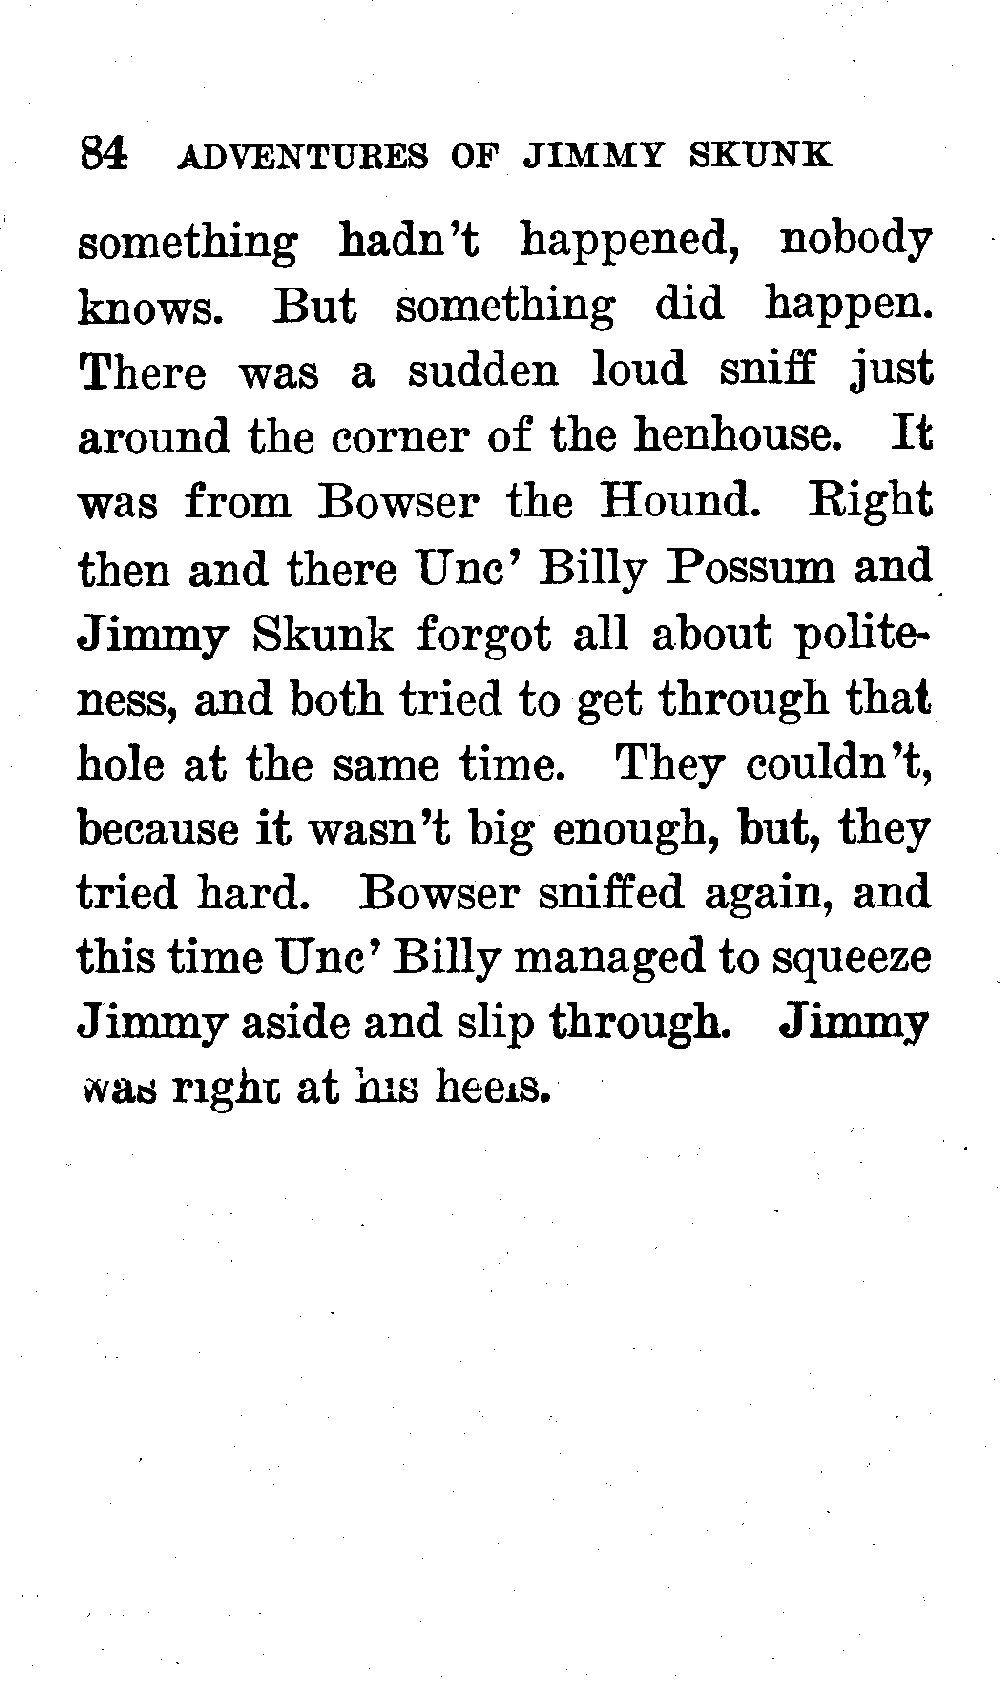 84 ADVENTURES OF JIMMY SKUNK
something hadn't happened, nobody
knows. But something did happen.
There was a sudden loud sniff just
around the corner of the henhouse. It
was from Bowser the Hound. Right
then and there Unc' Billy Possum and
Jimmy Skunk forgot all about polite-
ness, and both tried to get through that
hole at the same time. They couldn't,
because it wasn't big enough, but, they
tried hard. Bowser sniffed again, and
this time Unc' Billy managed to squeeze
Jimmy aside and slip through. Jimmy
was right at his heels.